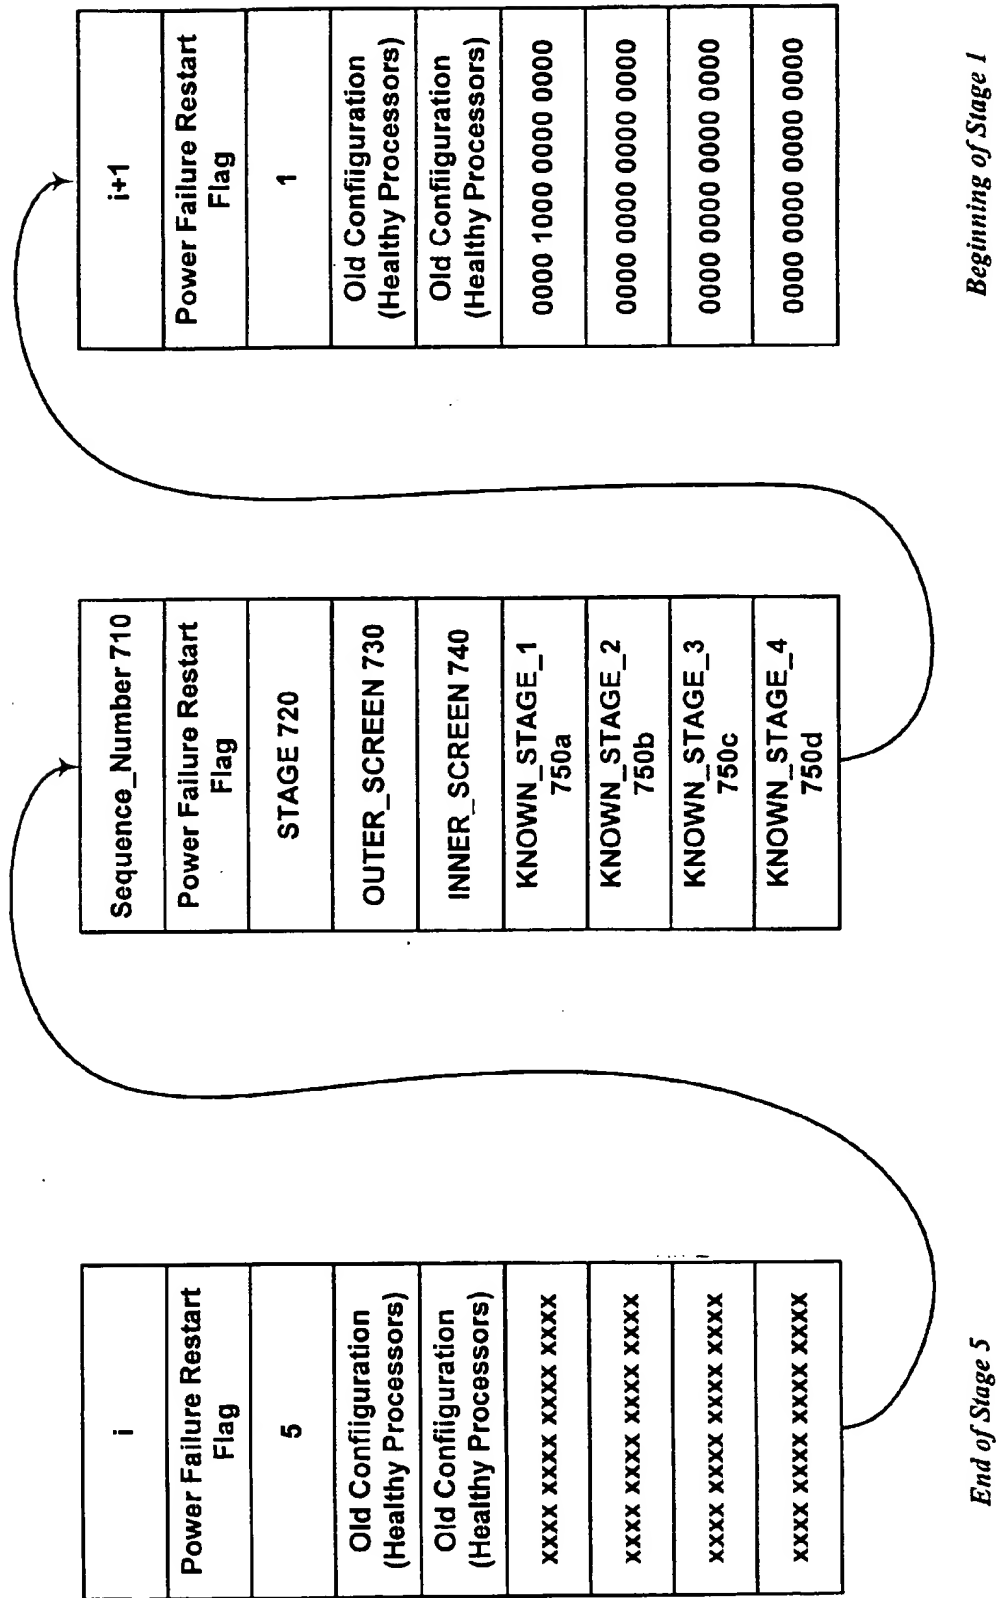 i
Power Failure Restart
Flag
5
Old Confiiguration
(Healthy Processors)
Old Confiiguration
(Healthy Processors)
xxxx xxxx xxxx xxxx
xxxx xxxx xxxx xxxx
xxxx xxxx xxxx xxxx
xxxx xxxx xxxx xxxx
End of Stage 5
Sequence_Number 710
Power Failure Restart
Flag
STAGE 720
OUTER_SCREEN 730
INNER_SCREEN 740
KNOWN_STAGE_1
750a
KNOWN_STAGE_2
750b
KNOWN_STAGE_3
750c
KNOWN_STAGE_4
750d
i+1
Power Failure Restart
Flag
1
Old Confiiguration
(Healthy Processors)
Old Confiiguration
(Healthy Processors)
0000 1000 0000 0000
0000 0000 0000 0000
0000 0000 0000 0000
0000 0000 0000 0000
Beginning of Stage 1